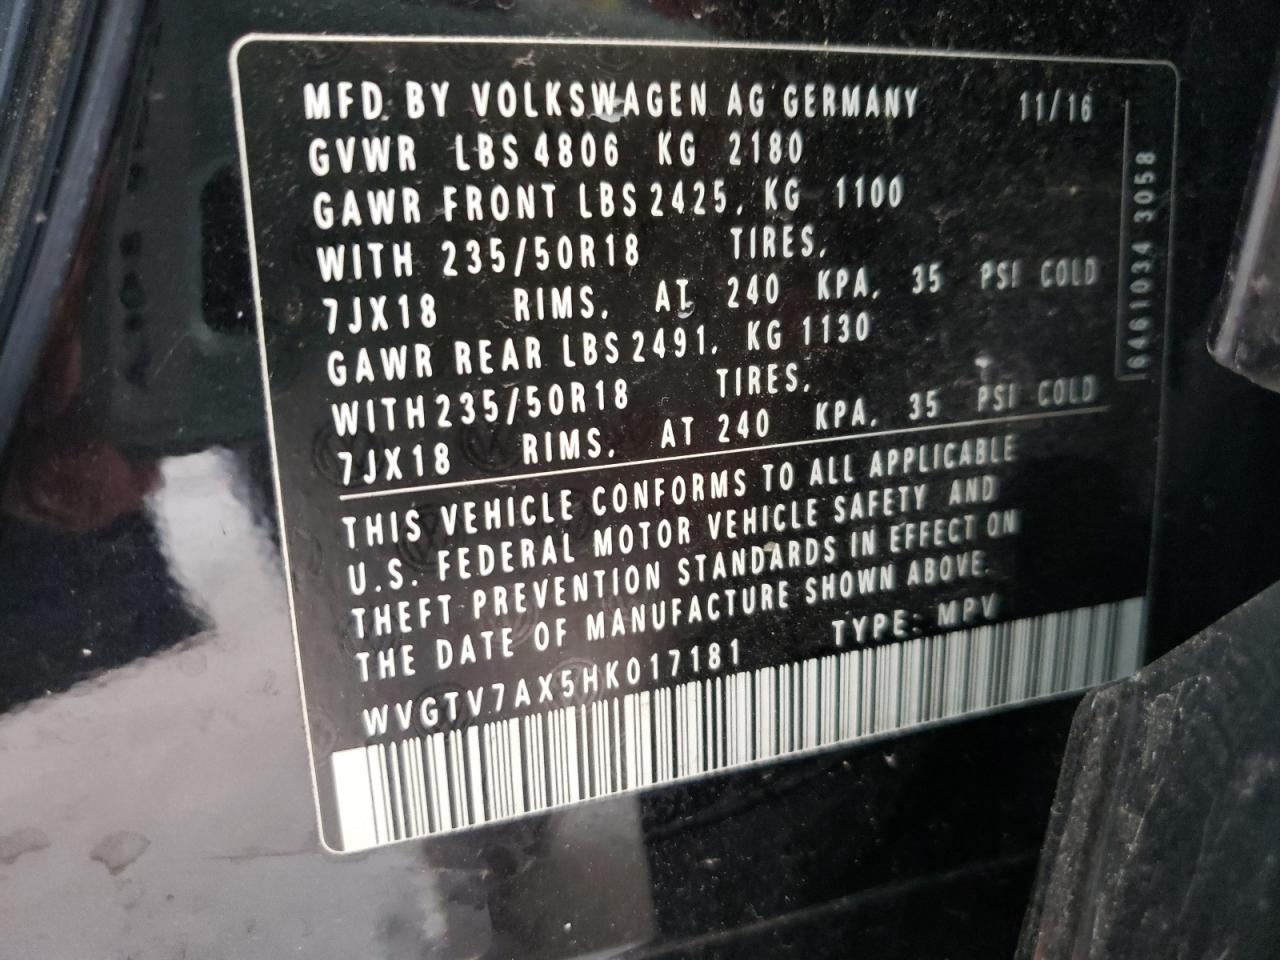 MFD. BY VOLKSWAGEN AG GERMANY 11/16
GVWR LBS 4806 KG 2180
GAWR FRONT LBS 2425, KG 1100
WITH 235/50R18 TIRES,
7JX18 RIMS, AT 240 KPA, 35 PSI COLD
GAWR REAR LBS 2491, KG 1130
WITH 235/50R18 TIRES,
7JX18 RIMS, AT 240 KPA, 35 PSI COLD
THIS VEHICLE CONFORMS TO ALL APPLICABLE
U.S. FEDERAL MOTOR VEHICLE SAFETY AND
THEFT PREVENTION STANDARDS IN EFFECT ON
THE DATE OF MANUFACTURE SHOWN ABOVE.
WVGTV7AX5HK017181 TYPE: MPV
6461034 3058